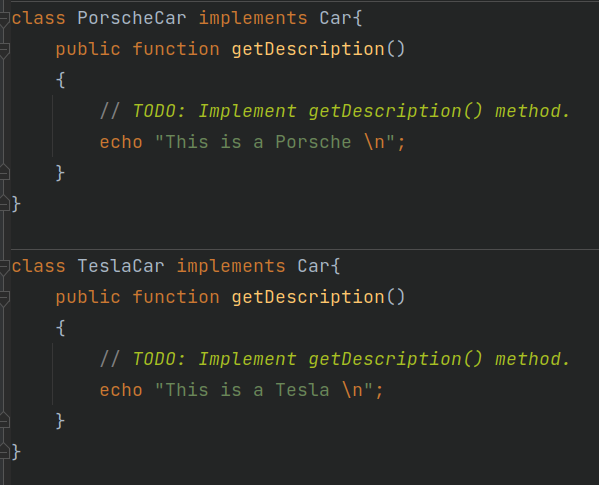 class PorscheCar implements Car{
    public function getDescription()
    {
        // TODO: Implement getDescription() method.
        echo "This is a Porsche \n";
    }
}
class TeslaCar implements Car{
    public function getDescription()
    {
        // TODO: Implement getDescription() method.
        echo "This is a Tesla \n";
    }
}